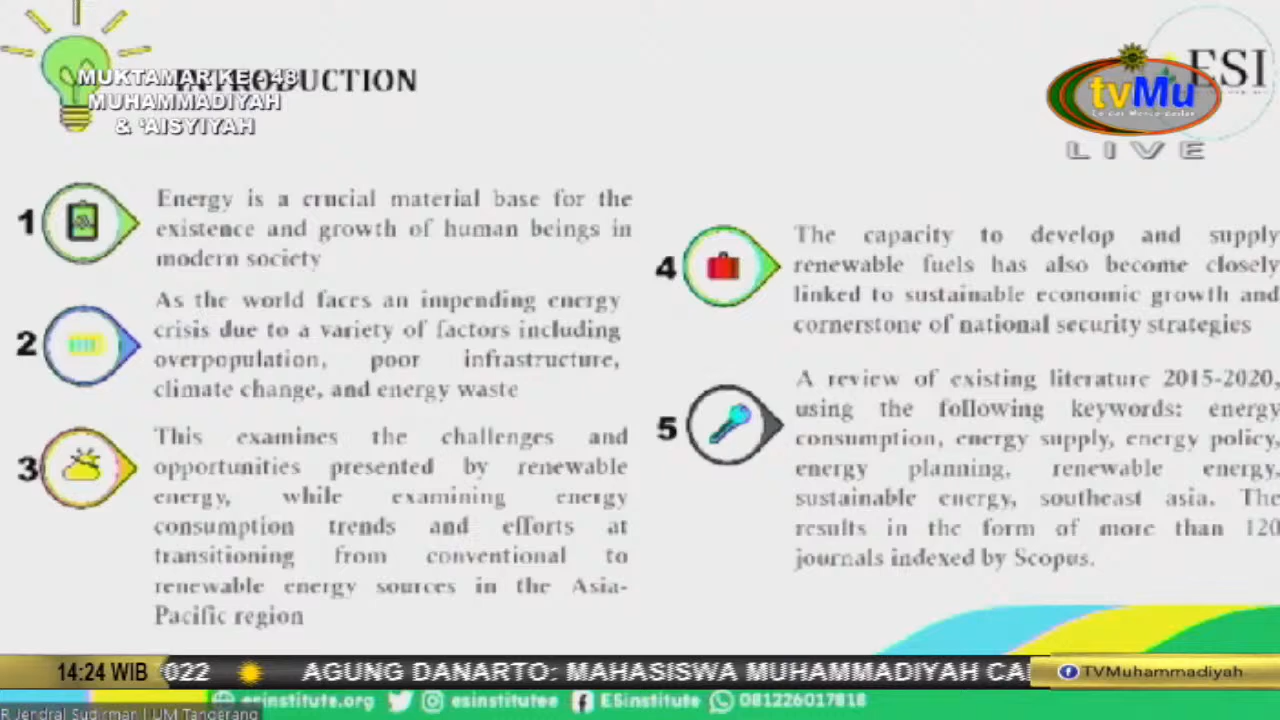 INTRODUCTION
MUKTAMAR KE - 48
MUHAMMADIYAH
& 'AISYIYAH
ESI
tvMu
LIVE
1
Energy is a crucial material base for the
existence and growth of human beings in
modern society
2
As the world faces an impending energy
crisis due to a variety of factors including
overpopulation, poor infrastructure,
climate change, and energy waste
3
This examines the challenges and
opportunities presented by renewable
energy, while examining energy
consumption trends and efforts at
transitioning from conventional to
renewable energy sources in the Asia-
Pacific region
4
The capacity to develop and supply
renewable fuels has also become closely
linked to sustainable economic growth and
cornerstone of national security strategies
5
A review of existing literature 2015-2020,
using the following keywords: energy
consumption, energy supply, energy policy,
energy planning, renewable energy,
sustainable energy, southeast asia. The
results in the form of more than 120
journals indexed by Scopus.
14:24 WIB
022 AGUNG DANARTO: MAHASISWA MUHAMMADIYAH CA
TVMuhammadiyah
esinstitute.org esinstitutee ESinstitute 081226017818
R Jendral Sugirman | UM Tangerang